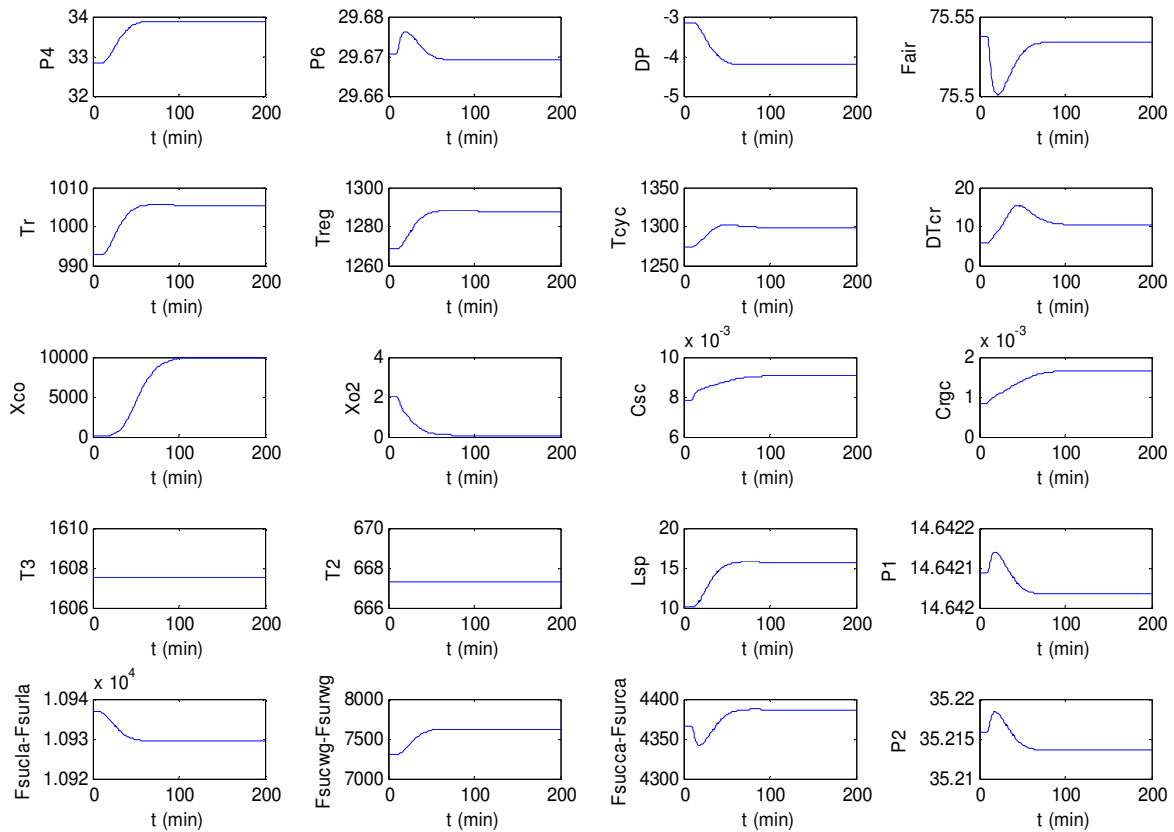 34
33
32
P4
0 100 200
t (min)
29.68
29.67
29.66
P6
0 100 200
t (min)
-3
-4
-5
DP
0 100 200
t (min)
75.55
75.5
Fair
0 100 200
t (min)
1010
1000
990
Tr
0 100 200
t (min)
1300
1280
1260
Treg
0 100 200
t (min)
1350
1300
1250
Tcyc
0 100 200
t (min)
20
10
0
DTcr
0 100 200
t (min)
10000
5000
0
Xco
0 100 200
t (min)
4
2
0
Xo2
0 100 200
t (min)
x 10^-3
10
8
6
Csc
0 100 200
t (min)
x 10^-3
2
1
0
Crgc
0 100 200
t (min)
1610
1608
1606
T3
0 100 200
t (min)
670
668
666
T2
0 100 200
t (min)
20
15
10
Lsp
0 100 200
t (min)
14.6422
14.6421
14.642
P1
0 100 200
t (min)
x 10^4
1.094
1.093
1.092
Fsucla-Fsurla
0 100 200
t (min)
8000
7500
7000
Fsucwg-Fsurwg
0 100 200
t (min)
4400
4350
4300
Fsucca-Fsurca
0 100 200
t (min)
35.22
35.215
35.21
P2
0 100 200
t (min)